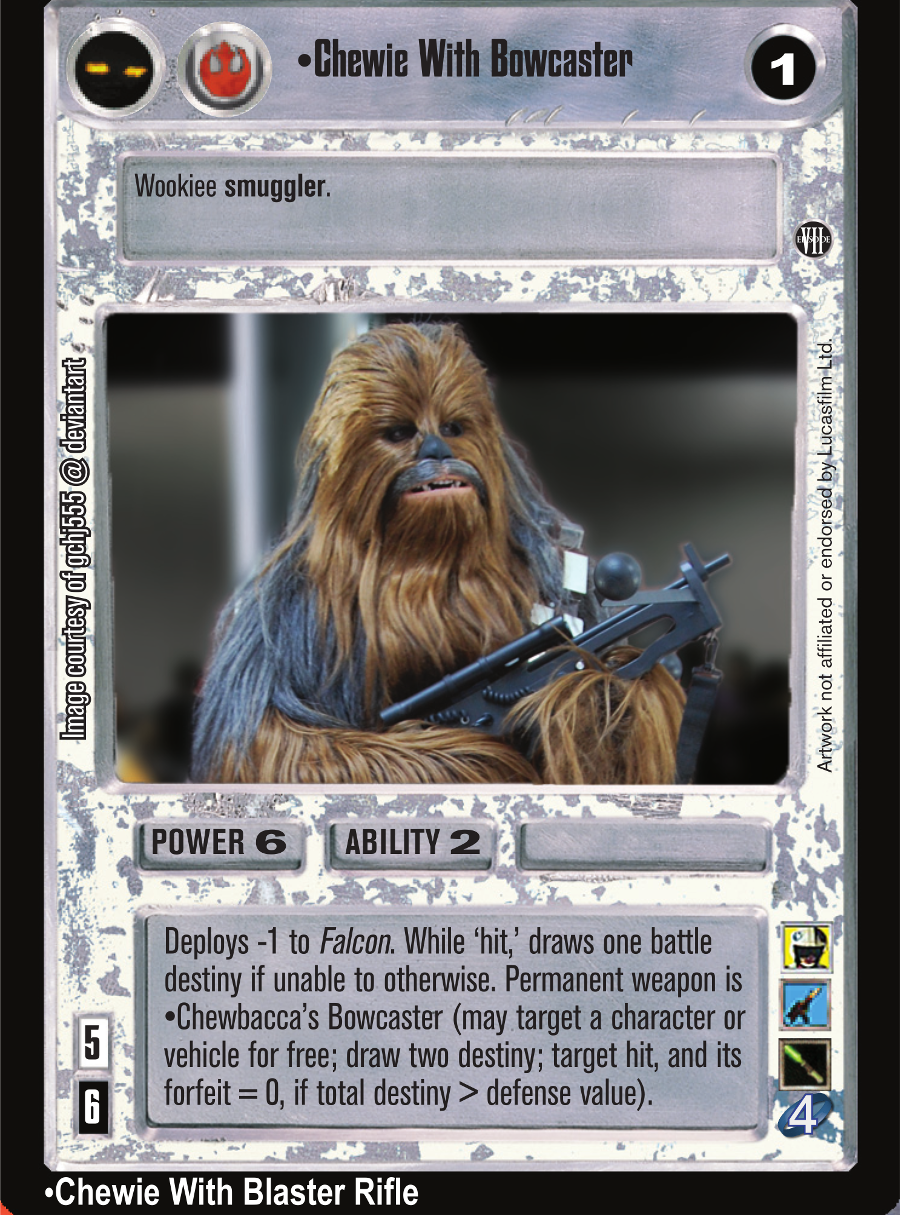 •Chewie With Bowcaster
1
Wookiee smuggler.
EPISODE
VII
Image courtesy of gchj555 @ deviantart
Artwork not affiliated or endorsed by Lucasfilm Ltd.
POWER 6
ABILITY 2
Deploys -1 to Falcon. While ‘hit,’ draws one battle
destiny if unable to otherwise. Permanent weapon is
•Chewbacca’s Bowcaster (may target a character or
vehicle for free; draw two destiny; target hit, and its
forfeit = 0, if total destiny > defense value).
5
6
4
•Chewie With Blaster Rifle